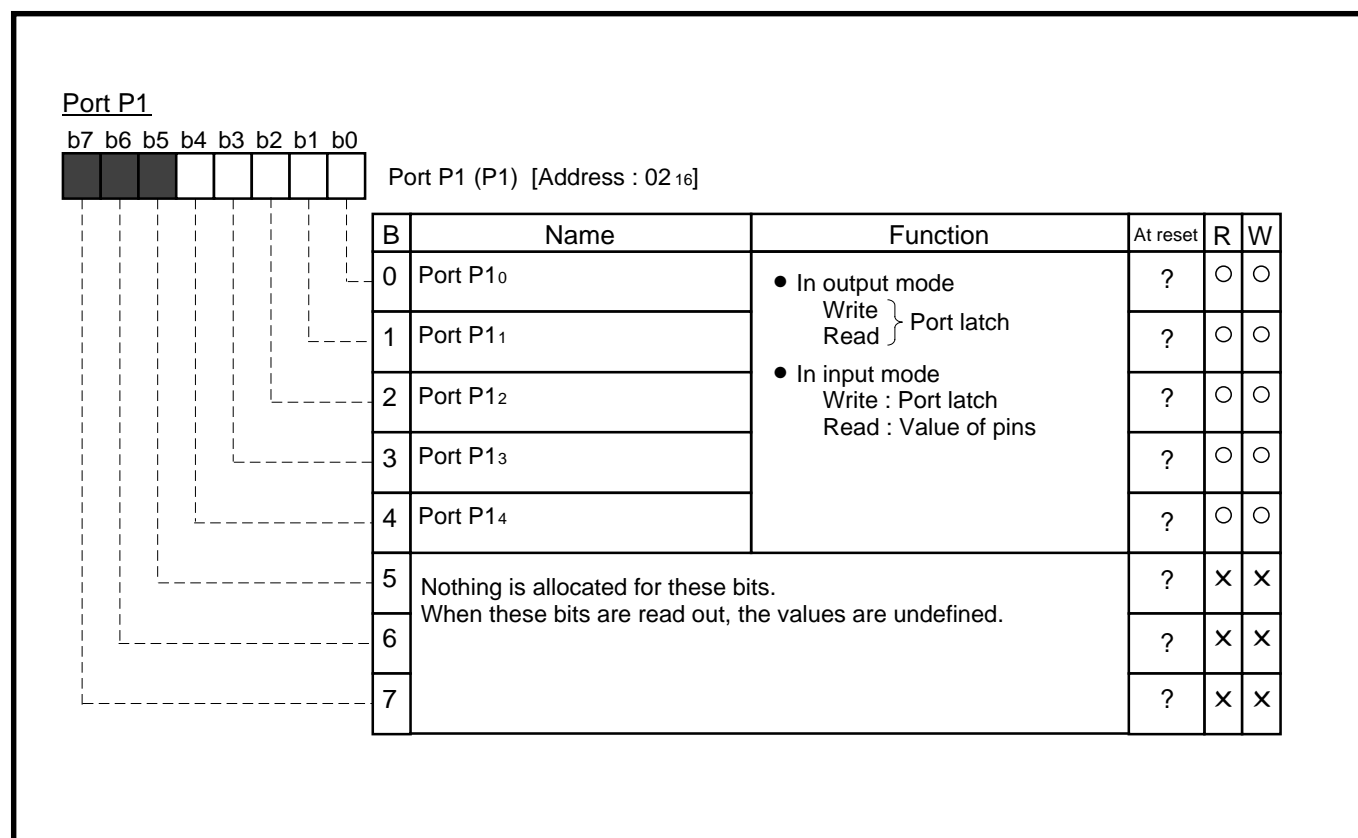 Port P1
b7 b6 b5 b4 b3 b2 b1 b0
Port P1 (P1) [Address : 02 16]
B Name Function At reset R W
0 Port P10 ? ○ ○
1 Port P11 ? ○ ○
2 Port P12 ? ○ ○
3 Port P13 ? ○ ○
4 Port P14 ? ○ ○
● In output mode
Write
Read } Port latch
● In input mode
Write : Port latch
Read : Value of pins
5 Nothing is allocated for these bits. ? × ×
When these bits are read out, the values are undefined.
6 ? × ×
7 ? × ×